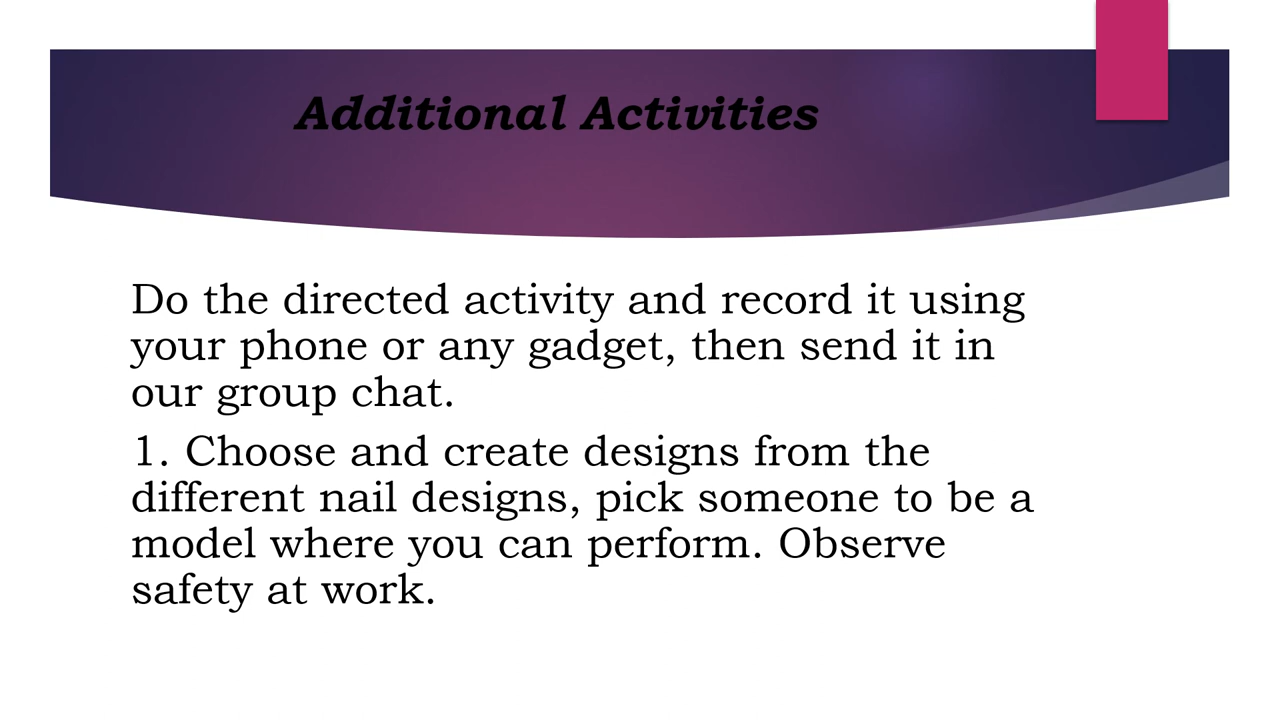 Additional Activities
Do the directed activity and record it using
your phone or any gadget, then send it in
our group chat.
1. Choose and create designs from the
different nail designs, pick someone to be a
model where you can perform. Observe
safety at work.